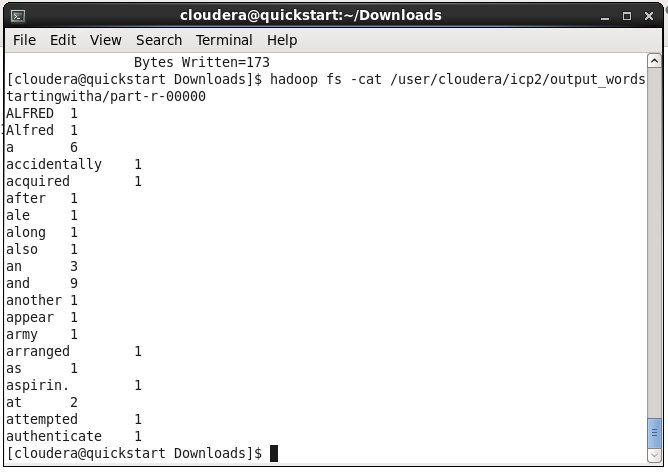 cloudera@quickstart:~/Downloads
File Edit View Search Terminal Help
Bytes Written=173
[cloudera@quickstart Downloads]$ hadoop fs -cat /user/cloudera/icp2/output_words
tartingwitha/part-r-00000
ALFRED 1
Alfred 1
a 6
accidentally 1
acquired 1
after 1
ale 1
along 1
also 1
an 3
and 9
another 1
appear 1
army 1
arranged 1
as 1
aspirin. 1
at 2
attempted 1
authenticate 1
[cloudera@quickstart Downloads]$